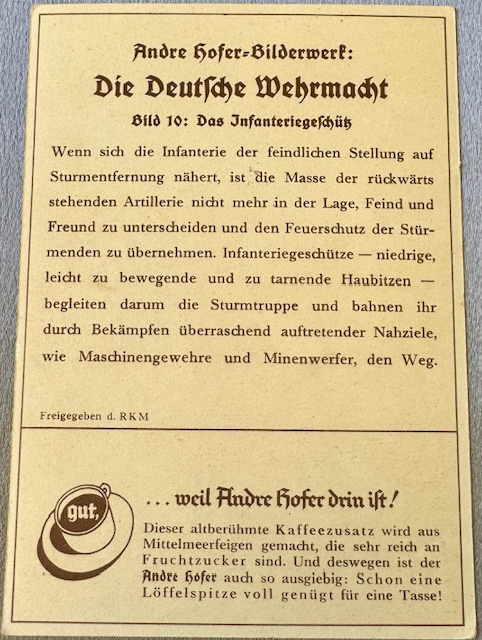 Andre Hofer-Bilderwerk:
Die Deutsche Wehrmacht
Bild 10: Das Infanteriegeschütz
Wenn sich die Infanterie der feindlichen Stellung auf
Sturmentfernung nähert, ist die Masse der rückwärts
stehenden Artillerie nicht mehr in der Lage, Feind und
Freund zu unterscheiden und den Feuerschutz der Stür-
menden zu übernehmen. Infanteriegeschütze — niedrige,
leicht zu bewegende und zu tarnende Haubitzen —
begleiten darum die Sturmtruppe und bahnen ihr
durch Bekämpfen überraschend auftretender Nahziele,
wie Maschinengewehre und Minenwerfer, den Weg.
Freigegeben d. RKM
gut,
... weil Andre Hofer drin ist!
Dieser altberühmte Kaffeezusatz wird aus
Mittelmeerfeigen gemacht, die sehr reich an
Fruchtzucker sind. Und deswegen ist der
Andre Hofer auch so ausgiebig: Schon eine
Löffelspitze voll genügt für eine Tasse!